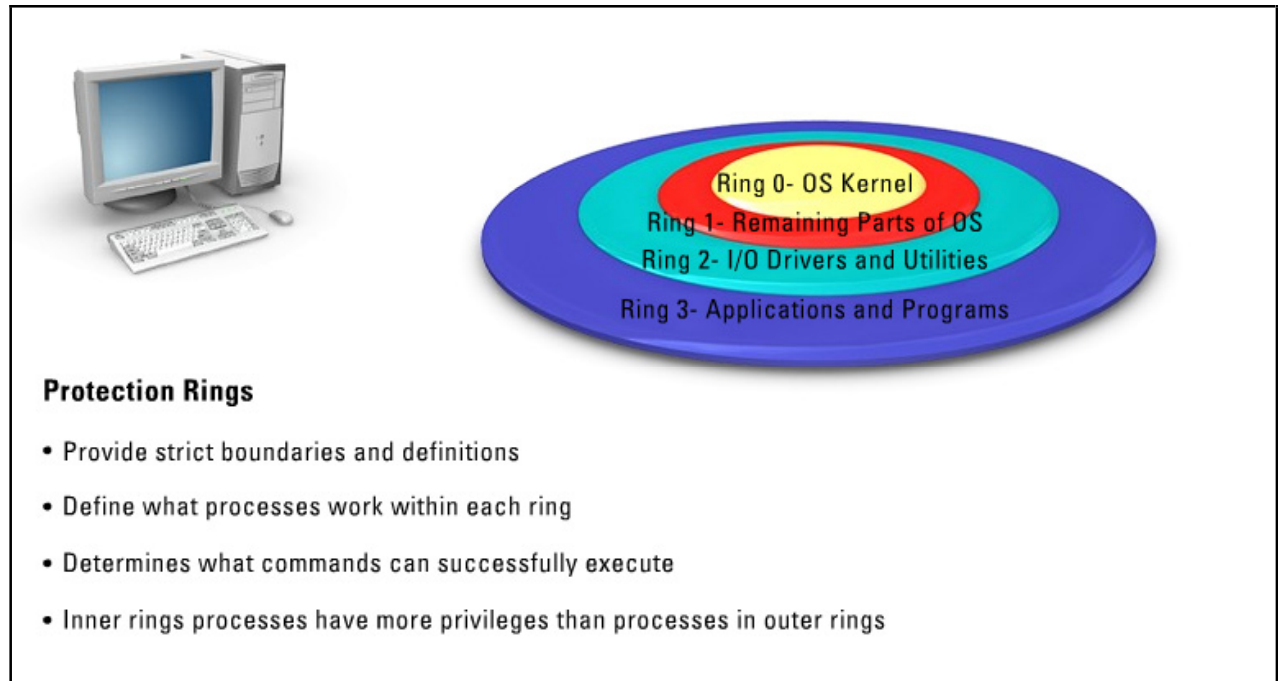 Ring 0- OS Kernel
Ring 1- Remaining Parts of OS
Ring 2- I/O Drivers and Utilities
Ring 3- Applications and Programs
Protection Rings
• Provide strict boundaries and definitions
• Define what processes work within each ring
• Determines what commands can successfully execute
• Inner rings processes have more privileges than processes in outer rings